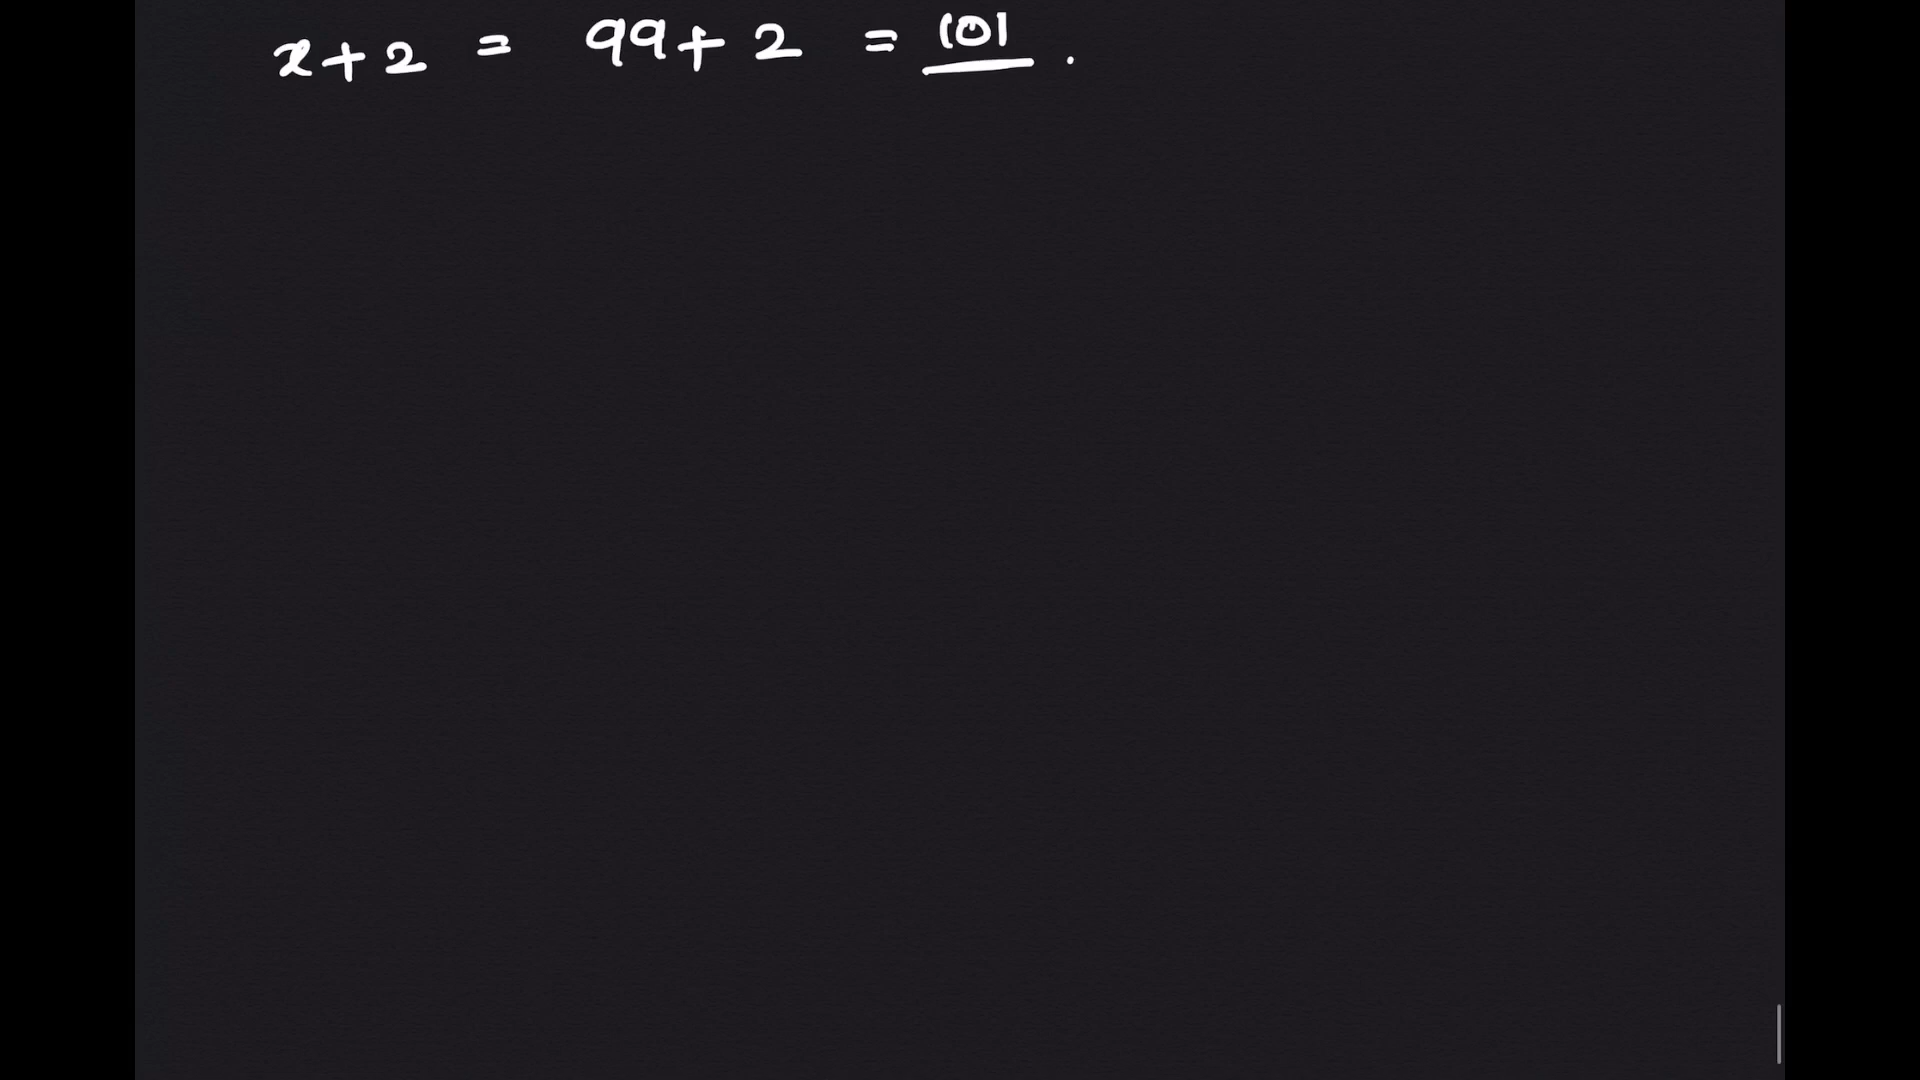 x+2 = 99+2 = 101 .